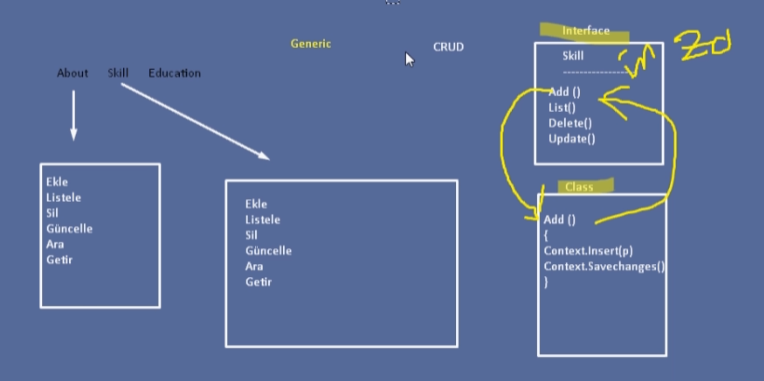 Generic
CRUD
About Skill Education
Ekle
Listele
Sil
Güncelle
Ara
Getir
Ekle
Listele
Sil
Güncelle
Ara
Getir
Interface
Skill
--------------------
Add ()
List()
Delete()
Update()
Class
Add ()
{
Context.Insert(p)
Context.Savechanges()
}